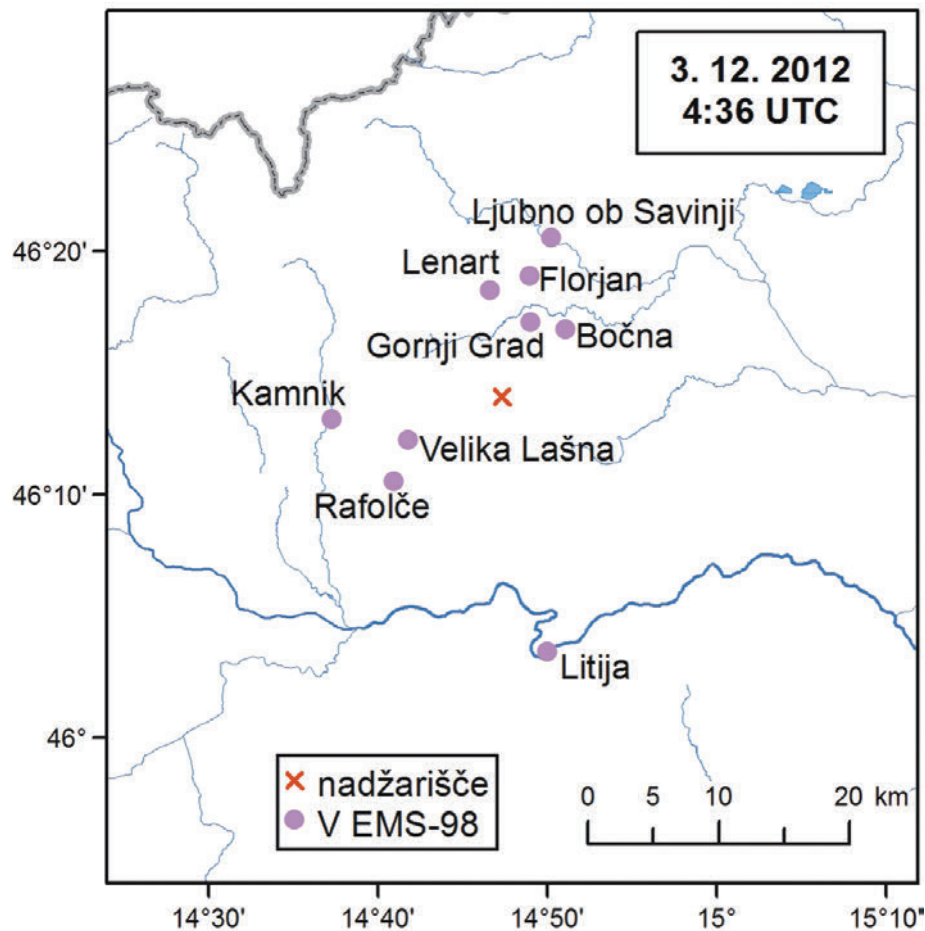 3. 12. 2012
4:36 UTC
Ljubno ob Savinji
46°20'
Lenart
Florjan
Gornji Grad
Bočna
Kamnik
Velika Lašna
46°10'
Rafolče
Litija
46°
nadžarišče
V EMS-98
0 5 10 20 km
14°30' 14°40' 14°50' 15° 15°10'